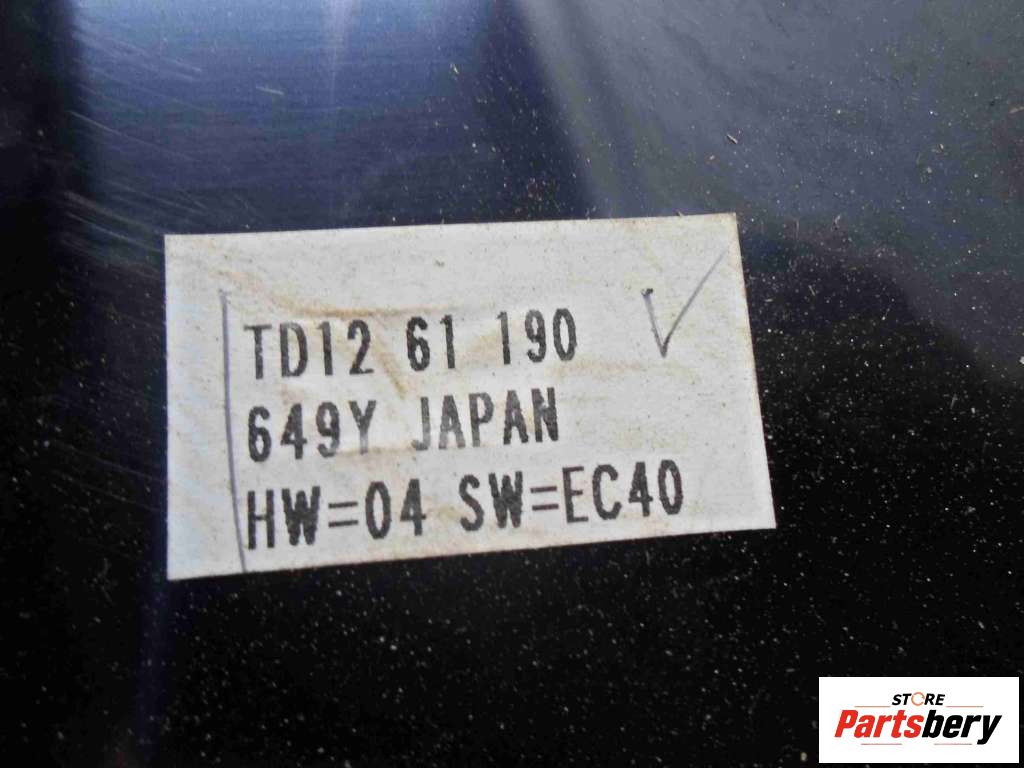 TD12 61 190
649Y JAPAN
HW=04 SW=EC40
STORE
Partsbery